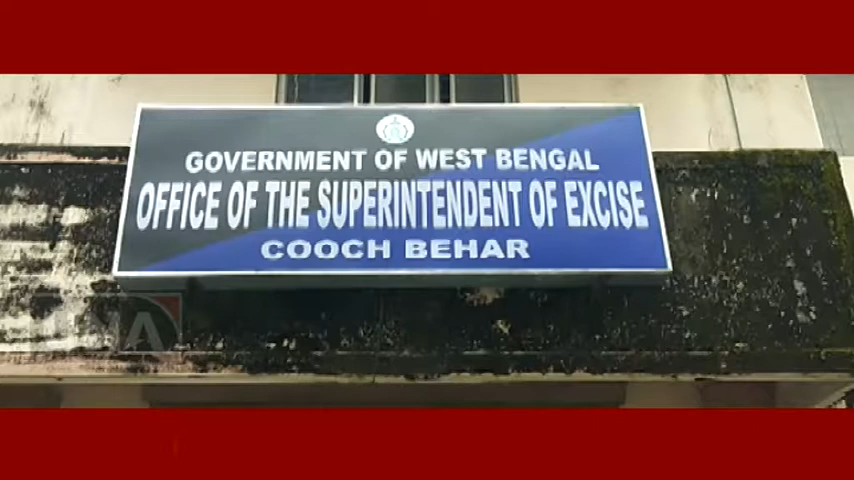 GOVERNMENT OF WEST BENGAL
OFFICE OF THE SUPERINTENDENT OF EXCISE
COOCH BEHAR